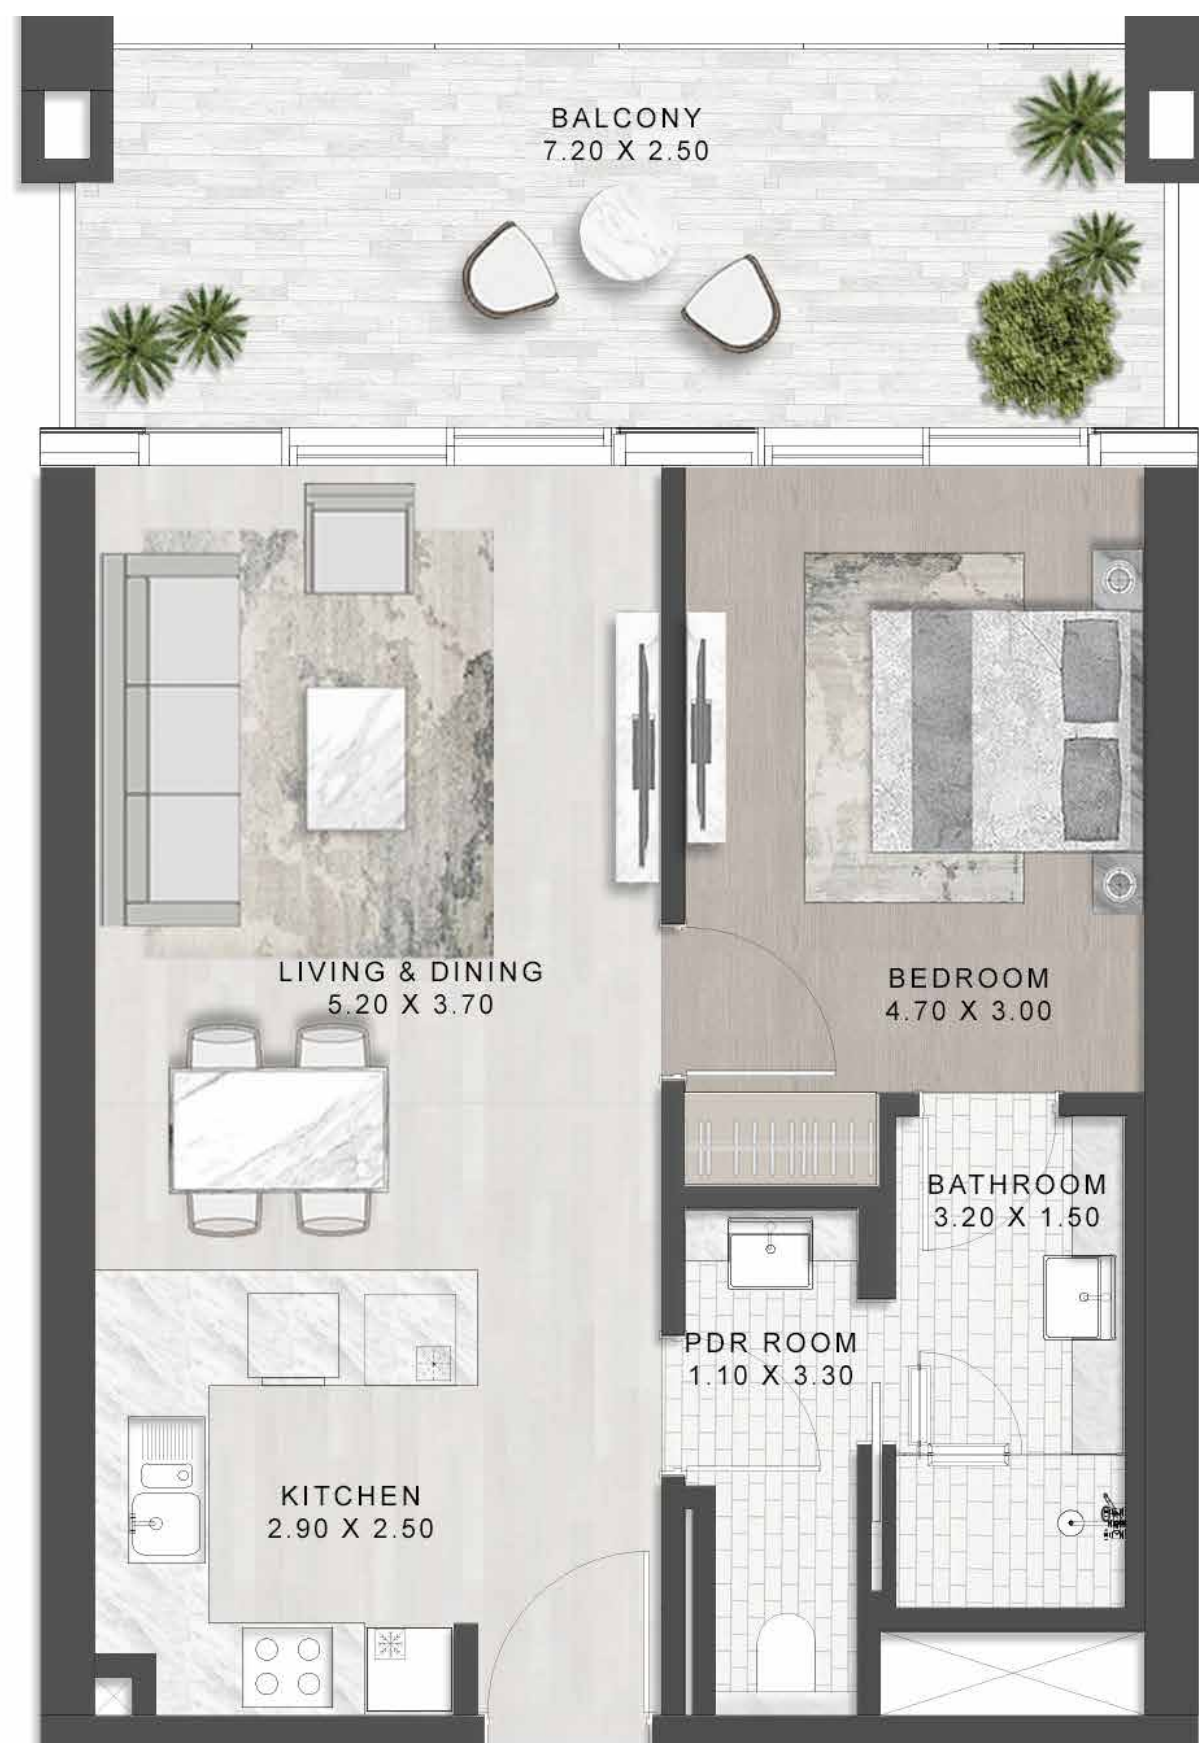 BALCONY
7.20 X 2.50
LIVING & DINING
5.20 X 3.70
BEDROOM
4.70 X 3.00
BATHROOM
3.20 X 1.50
PDR ROOM
1.10 X 3.30
KITCHEN
2.90 X 2.50